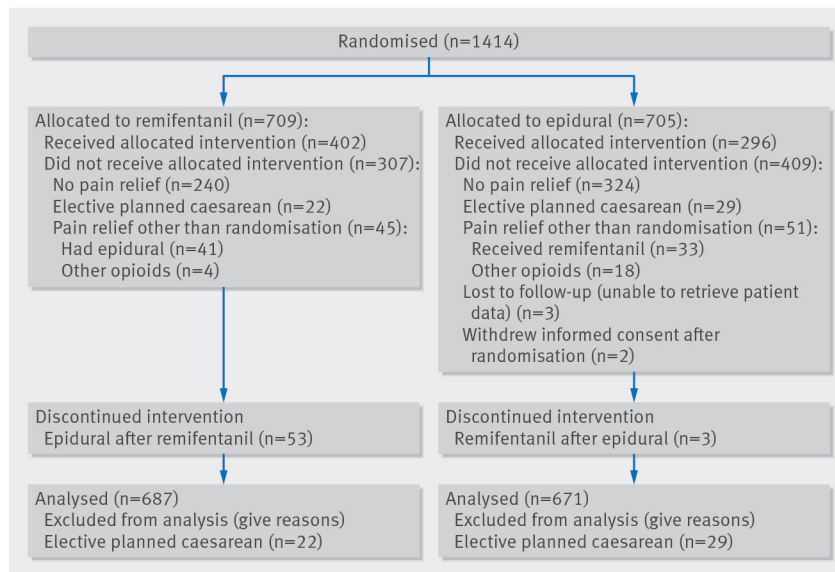 Randomised (n=1414)
Allocated to remifentanil (n=709):
Received allocated intervention (n=402)
Did not receive allocated intervention (n=307):
No pain relief (n=240)
Elective planned caesarean (n=22)
Pain relief other than randomisation (n=45):
Had epidural (n=41)
Other opioids (n=4)
Allocated to epidural (n=705):
Received allocated intervention (n=296)
Did not receive allocated intervention (n=409):
No pain relief (n=324)
Elective planned caesarean (n=29)
Pain relief other than randomisation (n=51):
Received remifentanil (n=33)
Other opioids (n=18)
Lost to follow-up (unable to retrieve patient
data) (n=3)
Withdrew informed consent after
randomisation (n=2)
Discontinued intervention
Epidural after remifentanil (n=53)
Discontinued intervention
Remifentanil after epidural (n=3)
Analysed (n=687)
Excluded from analysis (give reasons)
Elective planned caesarean (n=22)
Analysed (n=671)
Excluded from analysis (give reasons)
Elective planned caesarean (n=29)